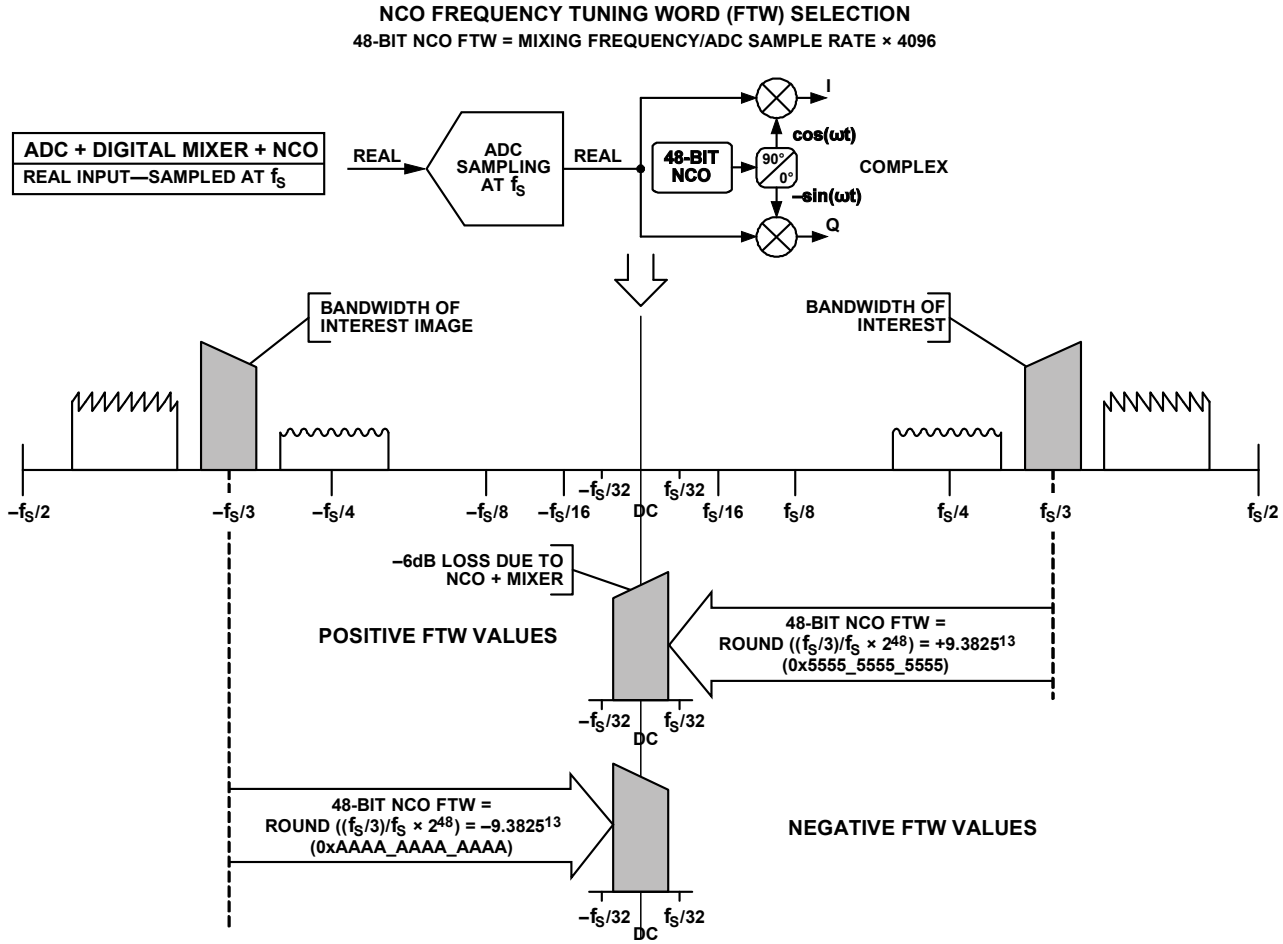 NCO FREQUENCY TUNING WORD (FTW) SELECTION
48-BIT NCO FTW = MIXING FREQUENCY/ADC SAMPLE RATE × 4096
ADC + DIGITAL MIXER + NCO
REAL INPUT—SAMPLED AT fS
REAL
ADC
SAMPLING
AT fS
REAL
48-BIT
NCO
90°
0°
I
cos(ωt)
COMPLEX
–sin(ωt)
Q
BANDWIDTH OF
INTEREST IMAGE
BANDWIDTH OF
INTEREST
–fS/2
–fS/3
–fS/4
–fS/8
–fS/16
–fS/32
DC
fS/32
fS/16
fS/8
fS/4
fS/3
fS/2
–6dB LOSS DUE TO
NCO + MIXER
POSITIVE FTW VALUES
48-BIT NCO FTW =
ROUND ((fS/3)/fS × 2^48) = +9.3825^13
(0x5555_5555_5555)
–fS/32
DC
fS/32
48-BIT NCO FTW =
ROUND ((fS/3)/fS × 2^48) = –9.3825^13
(0xAAAA_AAAA_AAAA)
NEGATIVE FTW VALUES
–fS/32
DC
fS/32